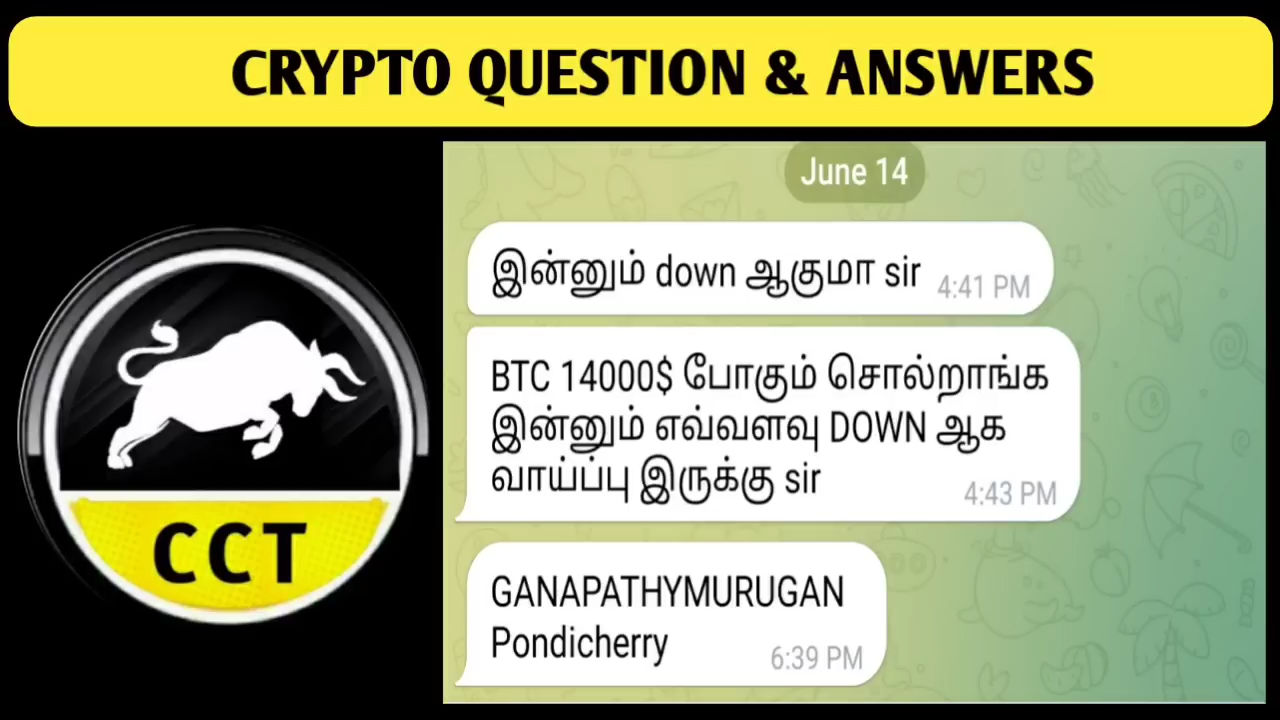 CRYPTO QUESTION & ANSWERS
June 14
இன்னும் down ஆகுமா sir 4:41 PM
BTC 14000$ போகும் சொல்றாங்க
இன்னும் எவ்வளவு DOWN ஆக
வாய்ப்பு இருக்கு sir 4:43 PM
GANAPATHYMURUGAN
Pondicherry 6:39 PM
CCT